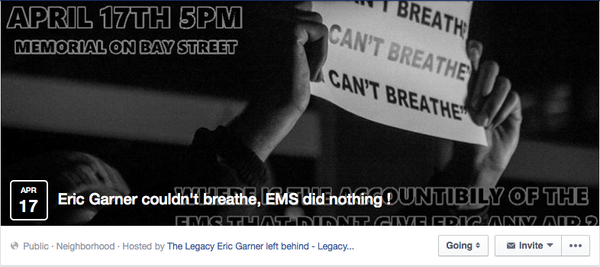 APRIL 17TH 5PM
MEMORIAL ON BAY STREET
"I CAN'T BREATHE"
CAN'T BREATHE"
CAN'T BREATHE"
APR
17
Eric Garner couldn't breathe, EMS did nothing !
WHERE IS THE ACCOUNTIBILY OF THE
EMS THAT DIDNT GIVE ERIC ANY AIR ?
Public · Neighborhood · Hosted by The Legacy Eric Garner left behind - Legacy...
Going
Invite
...